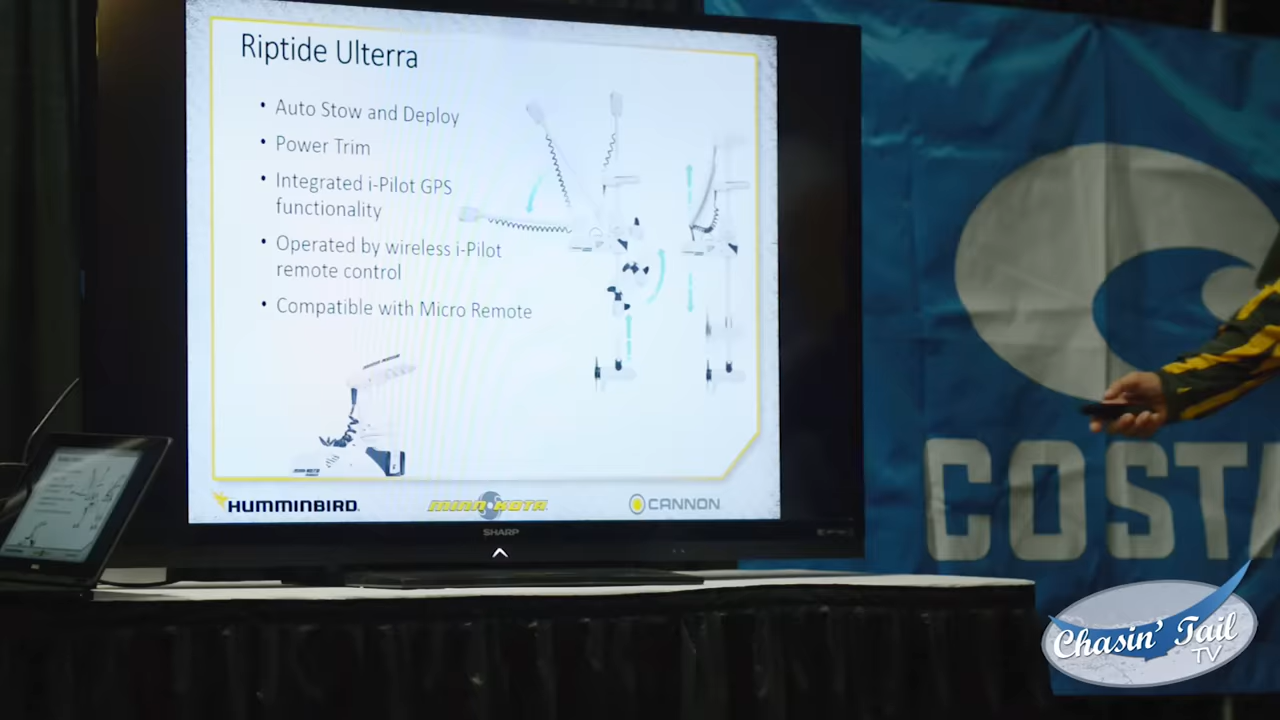 Riptide Ulterra
• Auto Stow and Deploy
• Power Trim
• Integrated i-Pilot GPS
functionality
• Operated by wireless i-Pilot
remote control
• Compatible with Micro Remote
HUMMINBIRD
MINN KOTA
CANNON
SHARP
COSTA
Chasin' Tail
TV